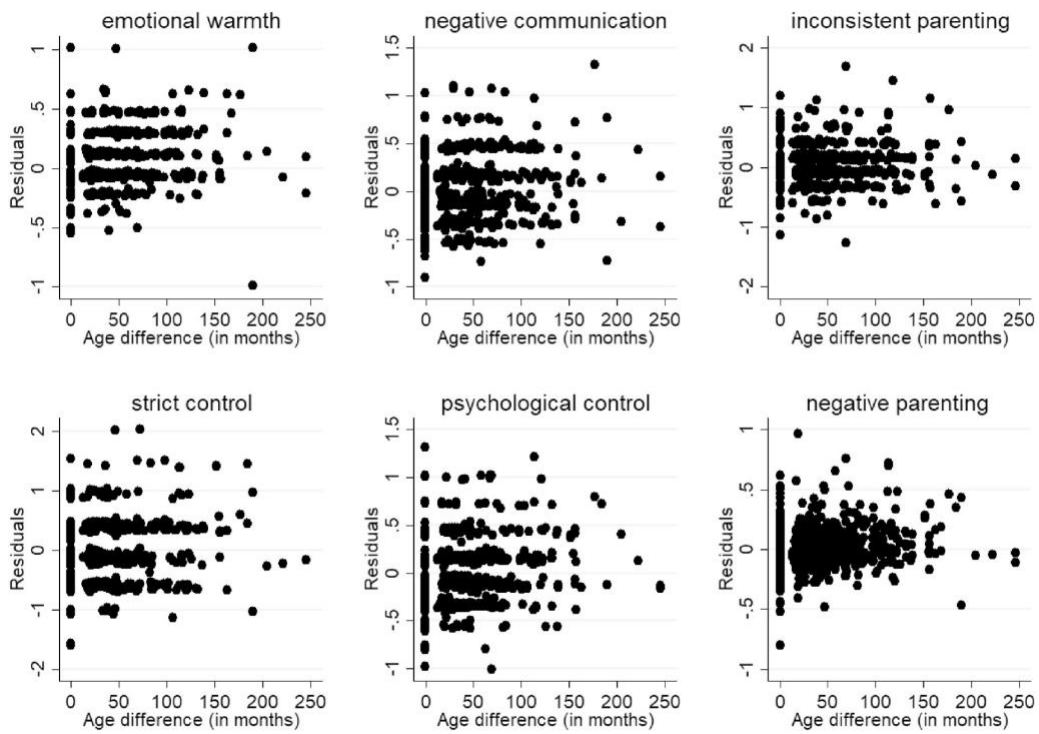 emotional warmth
Residuals
1
.5
0
-.5
-1
0 50 100 150 200 250
Age difference (in months)
negative communication
Residuals
1.5
1
.5
0
-.5
-1
0 50 100 150 200 250
Age difference (in months)
inconsistent parenting
Residuals
2
1
0
-1
-2
0 50 100 150 200 250
Age difference (in months)
strict control
Residuals
2
1
0
-1
-2
0 50 100 150 200 250
Age difference (in months)
psychological control
Residuals
1.5
1
.5
0
-.5
-1
0 50 100 150 200 250
Age difference (in months)
negative parenting
Residuals
1
.5
0
-.5
-1
0 50 100 150 200 250
Age difference (in months)